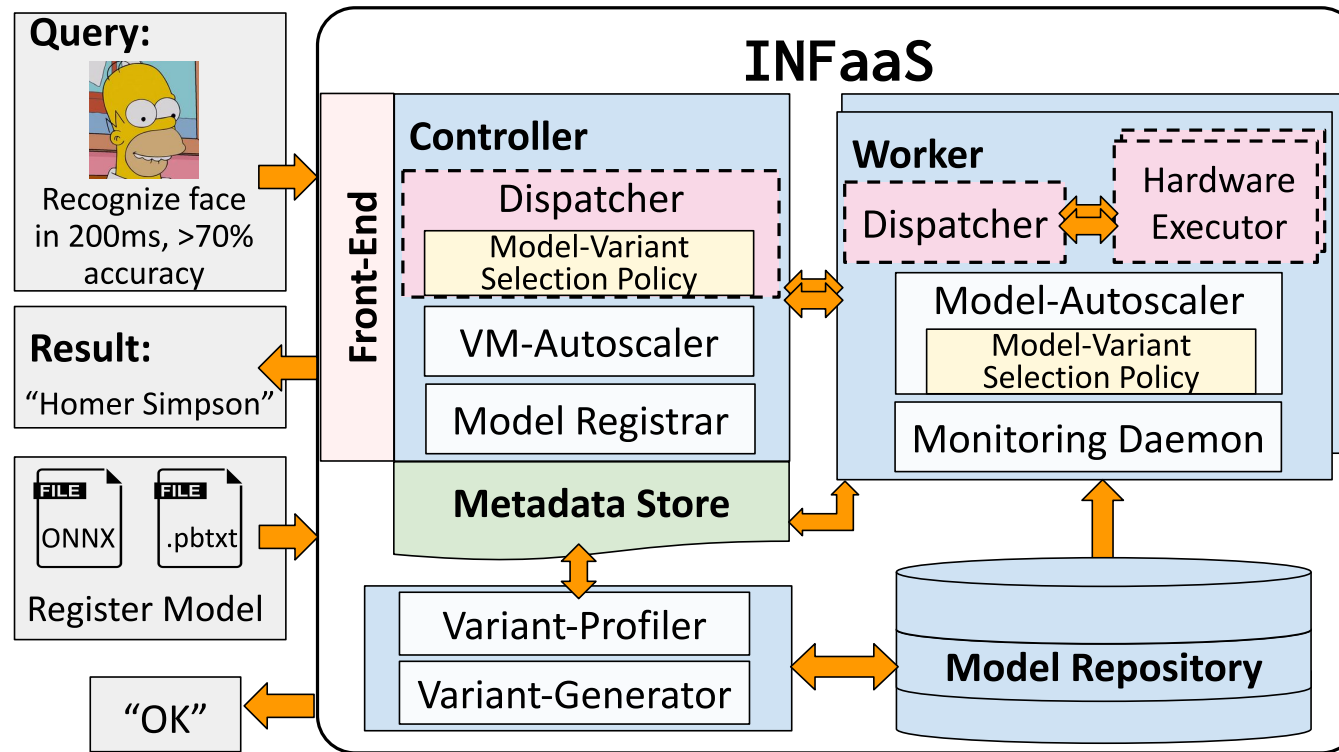 Query:
Recognize face
in 200ms, >70%
accuracy
Result:
“Homer Simpson”
FILE
ONNX
FILE
.pbtxt
Register Model
“OK”
INFaaS
Front-End
Controller
Dispatcher
Model-Variant
Selection Policy
VM-Autoscaler
Model Registrar
Metadata Store
Variant-Profiler
Variant-Generator
Worker
Dispatcher
Hardware
Executor
Model-Autoscaler
Model-Variant
Selection Policy
Monitoring Daemon
Model Repository